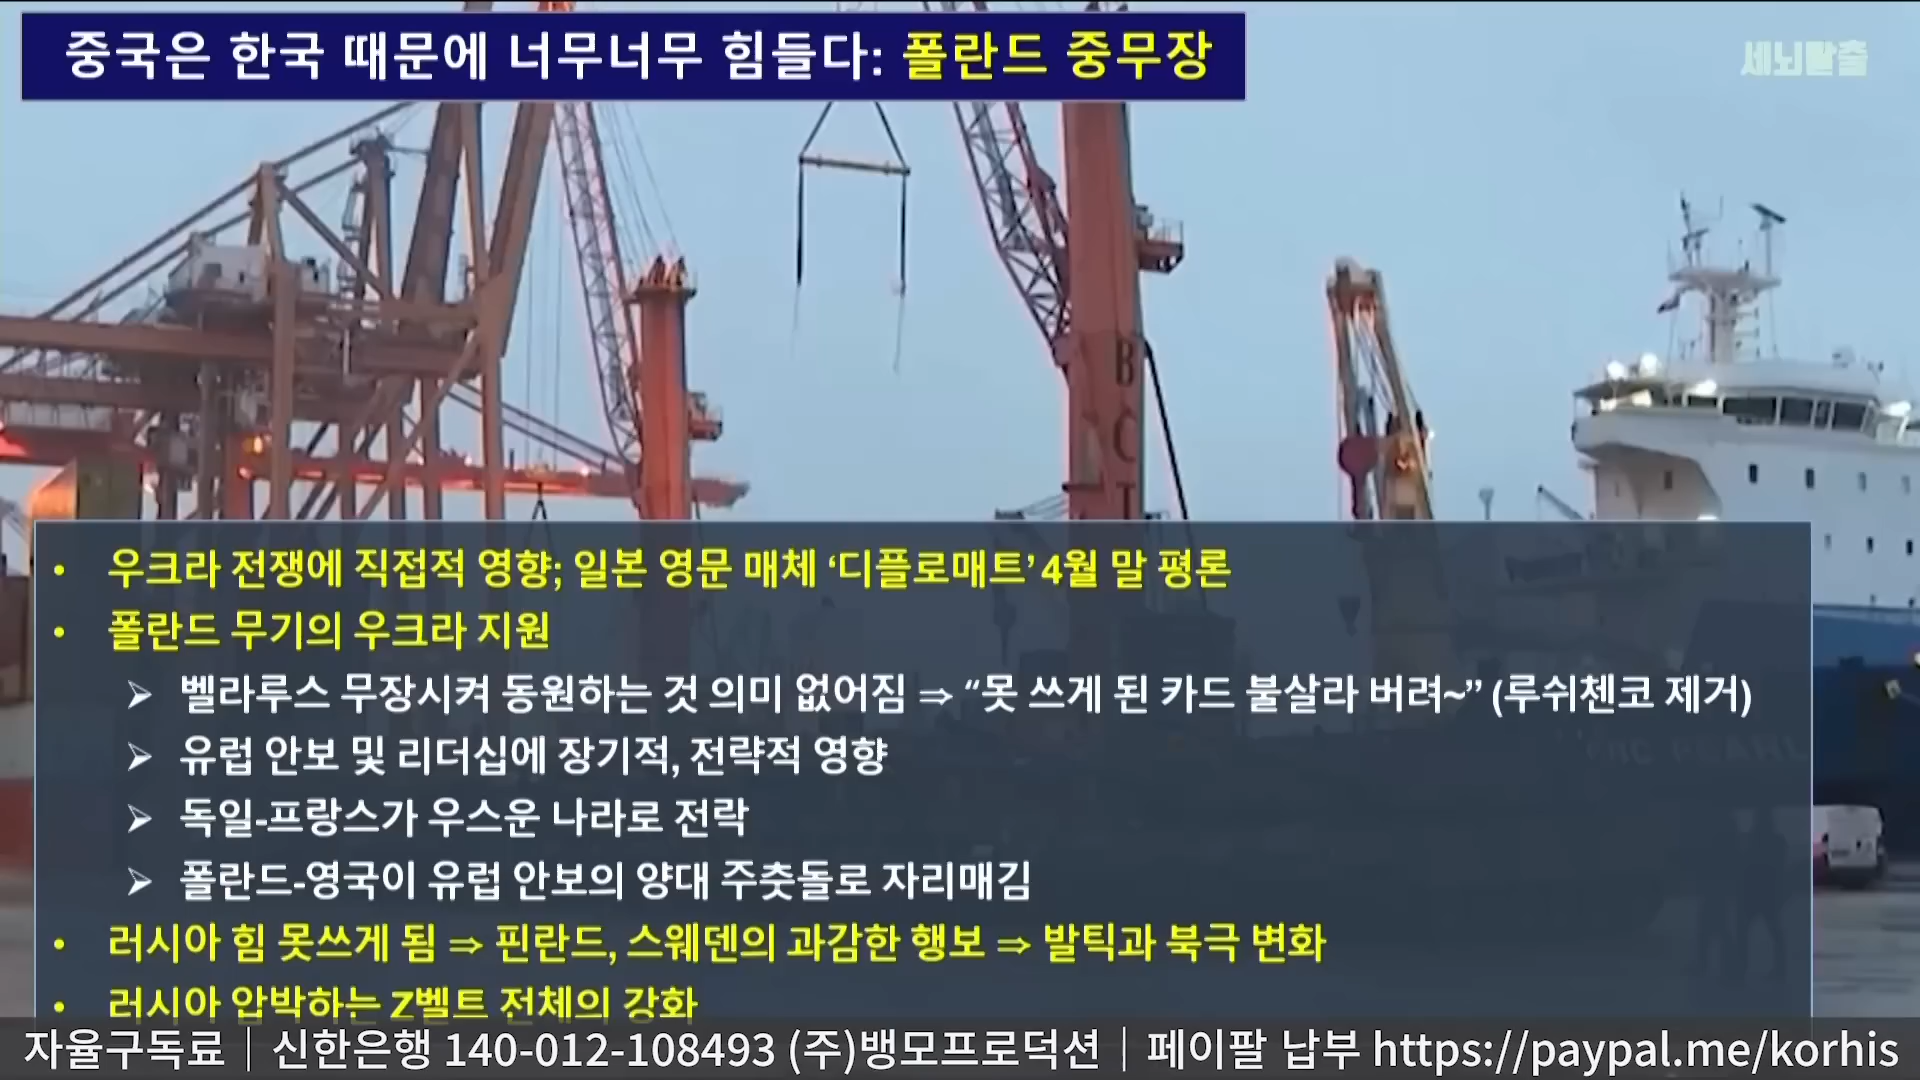 중국은 한국 때문에 너무너무 힘들다: 폴란드 중무장
세뇌탈출
B
C
T
• 우크라 전쟁에 직접적 영향; 일본 영문 매체 ‘디플로매트’ 4월 말 평론
• 폴란드 무기의 우크라 지원
➢ 벨라루스 무장시켜 동원하는 것 의미 없어짐 ⇒ “못 쓰게 된 카드 불살라 버려~” (루쉬첸코 제거)
➢ 유럽 안보 및 리더십에 장기적, 전략적 영향
➢ 독일-프랑스가 우스운 나라로 전락
➢ 폴란드-영국이 유럽 안보의 양대 주춧돌로 자리매김
• 러시아 힘 못쓰게 됨 ⇒ 핀란드, 스웨덴의 과감한 행보 ⇒ 발틱과 북극 변화
• 러시아 압박하는 Z벨트 전체의 강화
자율구독료｜신한은행 140-012-108493 (주)뱅모프로덕션｜페이팔 납부 https://paypal.me/korhis